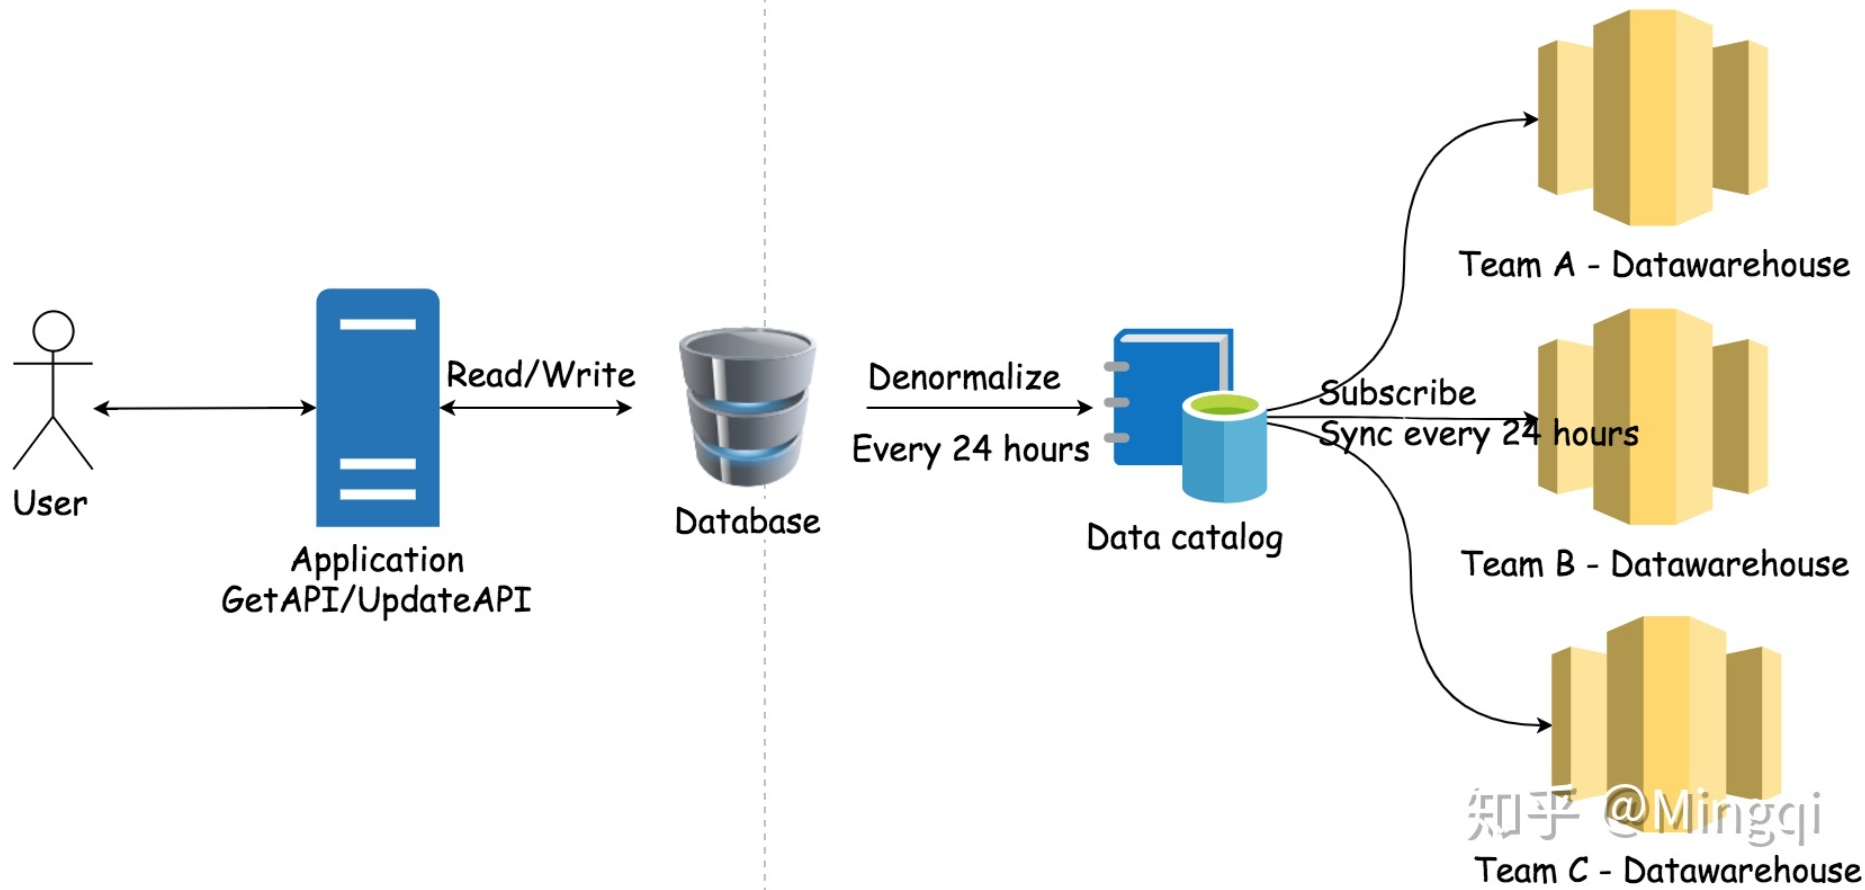 User
Application
GetAPI/UpdateAPI
Read/Write
Database
Denormalize
Every 24 hours
Data catalog
Subscribe
Sync every 24 hours
Team A - Datawarehouse
Team B - Datawarehouse
Team C - Datawarehouse
知乎 @Mingqi